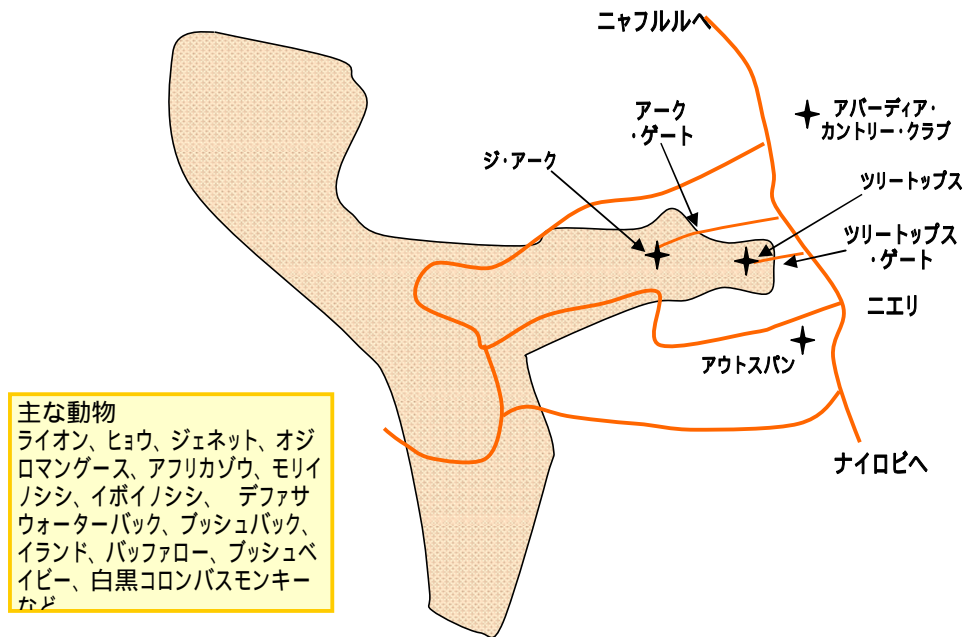 ニャフルルへ
アバーディア・
カントリー・クラブ
アーク
・ゲート
ジ・アーク
ツリートップス
ツリートップス
・ゲート
ニエリ
アウトスパン
ナイロビへ
主な動物
ライオン、ヒョウ、ジェネット、オジ
ロマングース、アフリカゾウ、モリイ
ノシシ、イボイノシシ、　デファサ
ウォーターバック、ブッシュバック、
イランド、バッファロー、ブッシュベ
イビー、白黒コロンバスモンキー
など